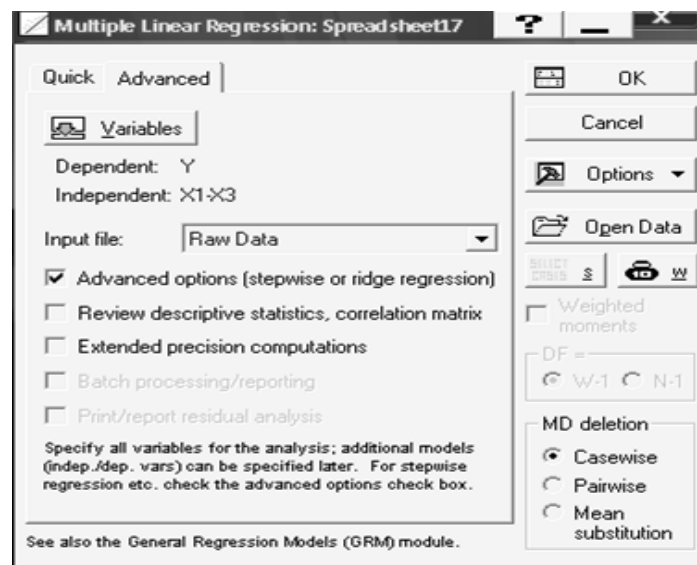 Multiple Linear Regression: Spreadsheet17
?
X
Quick Advanced
Variables
Dependent: Y
Independent: X1-X3
Input file: Raw Data
Advanced options (stepwise or ridge regression)
Review descriptive statistics, correlation matrix
Extended precision computations
Batch processing/reporting
Print/report residual analysis
Specify all variables for the analysis; additional models
(indep./dep. vars) can be specified later. For stepwise
regression etc. check the advanced options check box.
See also the General Regression Models (GRM) module.
OK
Cancel
Options
Open Data
SELECT
CASES S W
Weighted
moments
DF =
W-1 N-1
MD deletion
Casewise
Pairwise
Mean
substitution